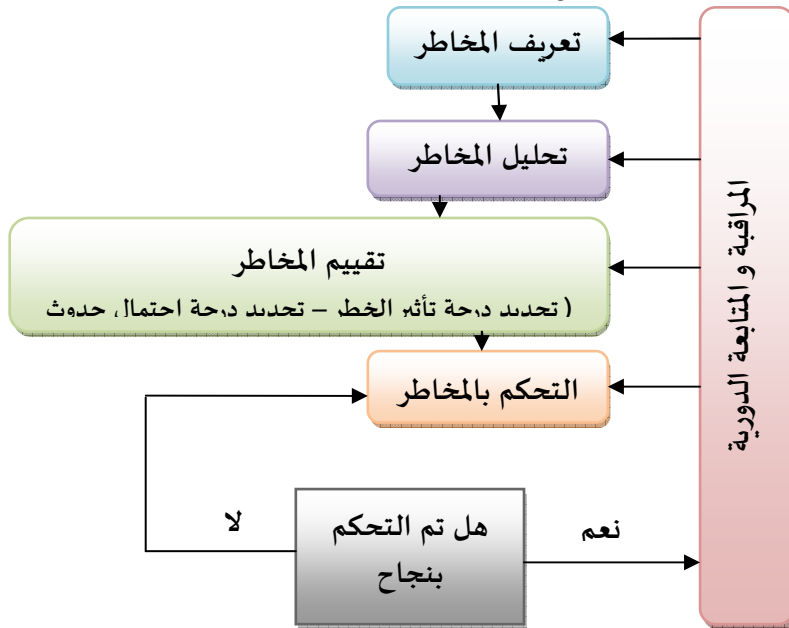 تعريف المخاطر
تحليل المخاطر
تقييم المخاطر
( تحديد درجة تأثير الخطر – تحديد درجة احتمال حدوث
التحكم بالمخاطر
هل تم التحكم
بنجاح
لا
نعم
المراقبة و المتابعة الدورية